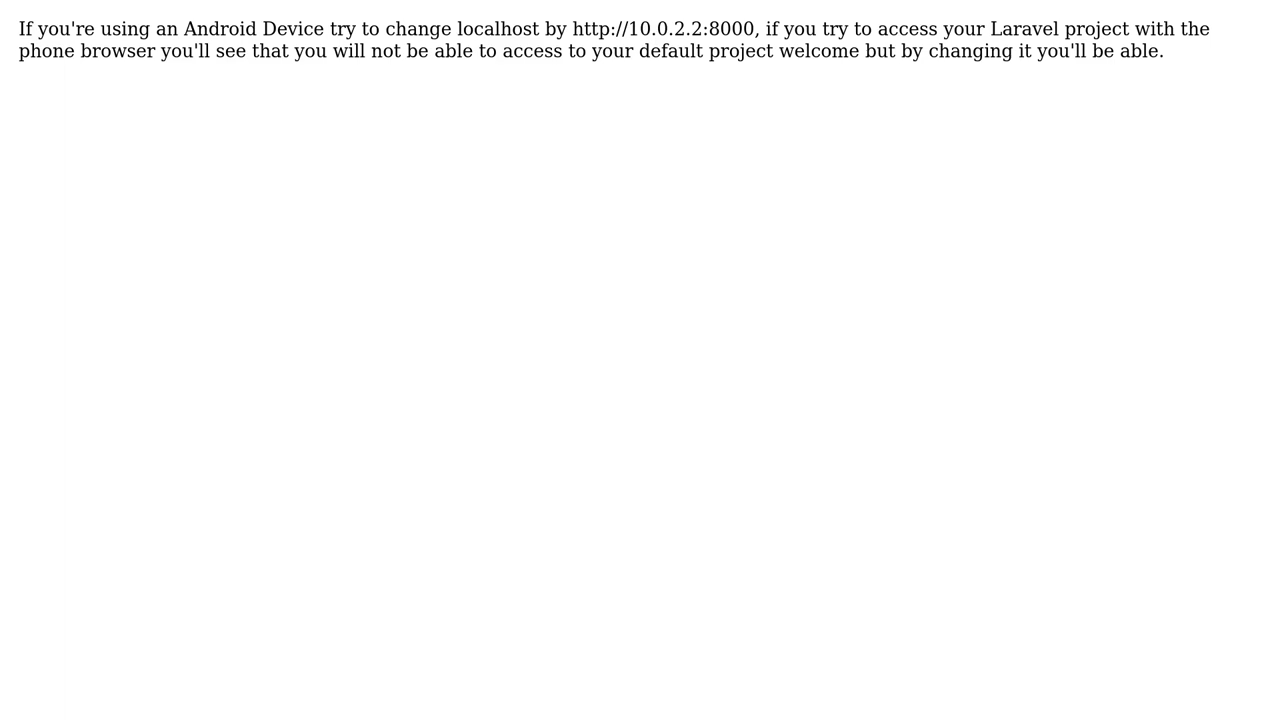 If you're using an Android Device try to change localhost by http://10.0.2.2:8000, if you try to access your Laravel project with the
phone browser you'll see that you will not be able to access to your default project welcome but by changing it you'll be able.